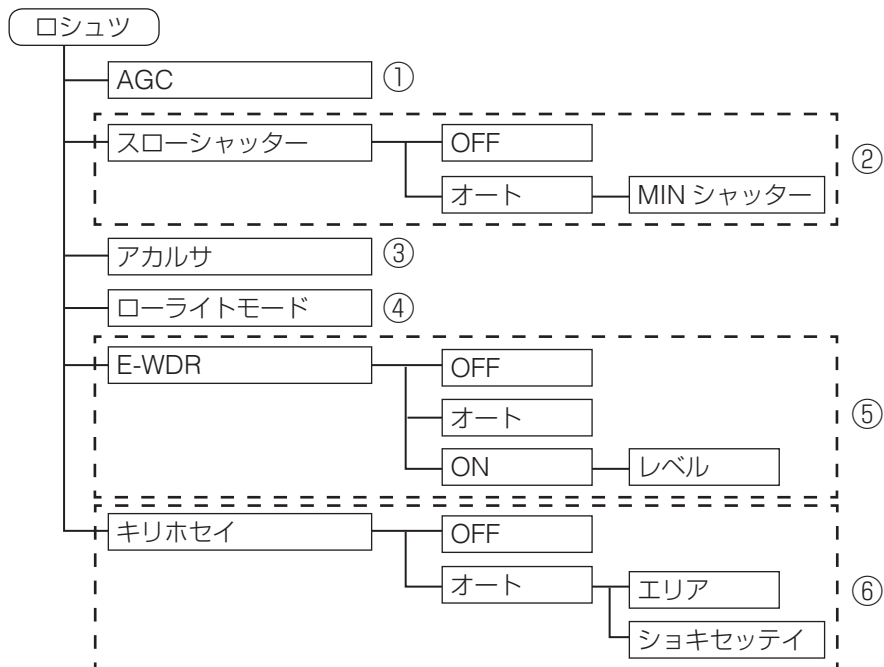 ロシュツ
AGC ①
スローシャッター OFF ②
オート MIN シャッター
アカルサ ③
ローライトモード ④
E-WDR OFF
オート ⑤
ON レベル
キリホセイ OFF
オート エリア ⑥
ショキセッテイ